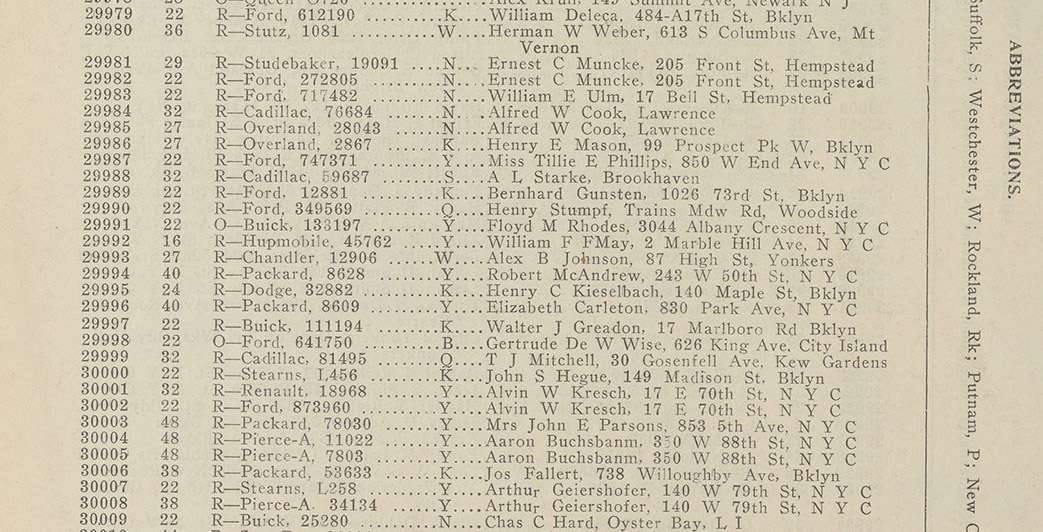 29979 22 R—Ford, 612190 ..........K....William Deleca, 484-A17th St, Bklyn
29980 36 R—Stutz, 1081 ............W....Herman W Weber, 613 S Columbus Ave, Mt
Vernon
29981 29 R—Studebaker, 19091 ....N... Ernest C Muncke, 205 Front St, Hempstead
29982 22 R—Ford, 272805 ..........N....Ernest C Muncke, 205 Front St, Hempstead
29983 22 R—Ford, 717482 ..........N....William E Ulm, 17 Bell St, Hempstead
29984 32 R—Cadillac, 76684 .......N....Alfred W Cook, Lawrence
29985 27 R—Overland, 28043 ......N....Alfred W Cook, Lawrence
29986 27 R—Overland, 2867 .......K....Henry E Mason, 99 Prospect Pk W, Bklyn
29987 22 R—Ford, 747371 ..........Y....Miss Tillie E Phillips, 850 W End Ave, N Y C
29988 32 R—Cadillac, 59687 .......S....A L Starke, Brookhaven
29989 22 R—Ford, 12881 ...........K....Bernhard Gunsten, 1026 73rd St, Bklyn
29990 22 R—Ford, 349569 ..........Q....Henry Stumpf, Trains Mdw Rd, Woodside
29991 22 O—Buick, 133197 .........Y....Floyd M Rhodes, 3044 Albany Crescent, N Y C
29992 16 R—Hupmobile, 45762 .....Y....William F FMay, 2 Marble Hill Ave, N Y C
29993 27 R—Chandler, 12906 ......W....Alex B Johnson, 87 High St, Yonkers
29994 40 R—Packard, 8628 .........Y....Robert McAndrew, 243 W 50th St, N Y C
29995 24 R—Dodge, 32882 ..........K....Henry C Kieselbach, 140 Maple St, Bklyn
29996 40 R—Packard, 8609 .........Y....Elizabeth Carleton, 830 Park Ave, N Y C
29997 22 R—Buick, 111194 .........K....Walter J Greadon, 17 Marlboro Rd Bklyn
29998 22 O—Ford, 641750 ..........B....Gertrude De W Wise, 626 King Ave. City Island
29999 32 R—Cadillac, 81495 .......Q....T J Mitchell, 30 Gosenfell Ave, Kew Gardens
30000 22 R—Stearns, L456 .........K....John S Hegue, 149 Madison St, Bklyn
30001 32 R—Renault, 18968 ........Y....Alvin W Kresch, 17 E 70th St, N Y C
30002 22 R—Ford, 873960 ..........Y....Alvin W Kresch, 17 E 70th St, N Y C
30003 48 R—Packard, 78030 .......Y....Mrs John E Parsons, 853 5th Ave, N Y C
30004 48 R—Pierce-A, 11022 .......Y....Aaron Buchsbanm, 350 W 88th St, N Y C
30005 48 R—Pierce-A, 7803 ........Y....Aaron Buchsbanm, 350 W 88th St, N Y C
30006 38 R—Packard, 53633 .......K....Jos Fallert, 738 Willoughby Ave, Bklyn
30007 22 R—Stearns, L258 .........Y....Arthur Geiershofer, 140 W 79th St, N Y C
30008 38 R—Pierce-A. 34134 ......Y....Arthur Geiershofer, 140 W 79th St, N Y C
30009 22 R—Buick, 25280 ..........N....Chas C Hard, Oyster Bay, L I
ABBREVIATIONS.
Suffolk, S; Westchester, W; Rockland, Rk; Putnam, P; New